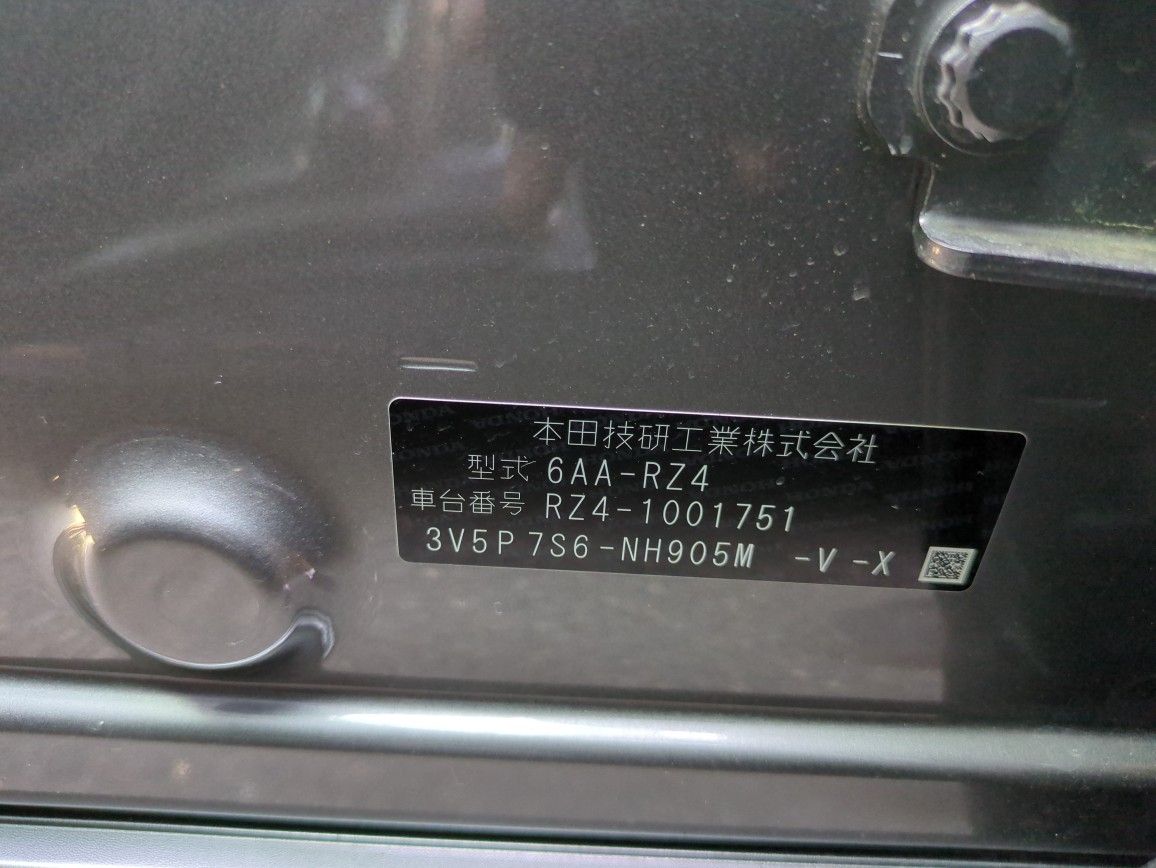 本田技研工業株式会社
型式 6AA-RZ4
車台番号 RZ4-1001751
3V5P7S6-NH905M -V-X